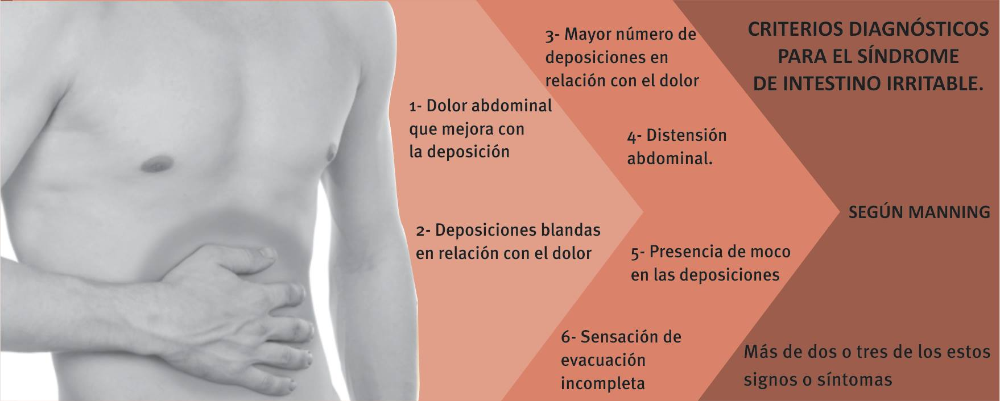 CRITERIOS DIAGNÓSTICOS
PARA EL SÍNDROME
DE INTESTINO IRRITABLE.
SEGÚN MANNING
1- Dolor abdominal
que mejora con
la deposición
2- Deposiciones blandas
en relación con el dolor
3- Mayor número de
deposiciones en
relación con el dolor
4- Distensión
abdominal.
5- Presencia de moco
en las deposiciones
6- Sensación de
evacuación
incompleta
Más de dos o tres de los estos
signos o síntomas